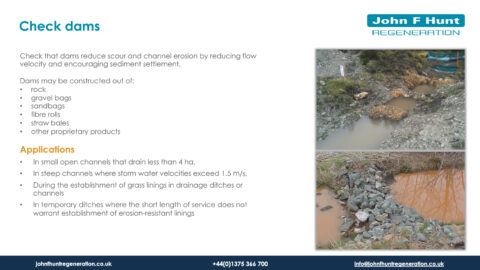 Check dams
John F Hunt
REGENERATION
Check that dams reduce scour and channel erosion by reducing flow
velocity and encouraging sediment settlement.
Dams may be constructed out of:
• rock
• gravel bags
• sandbags
• fibre rolls
• straw bales
• other proprietary products
Applications
• In small open channels that drain less than 4 ha,
• In steep channels where storm water velocities exceed 1.5 m/s,
• During the establishment of grass linings in drainage ditches or
channels
• In temporary ditches where the short length of service does not
warrant establishment of erosion-resistant linings
johnfhuntregeneration.co.uk
+44(0)1375 366 700
info@johnfhuntregeneration.co.uk